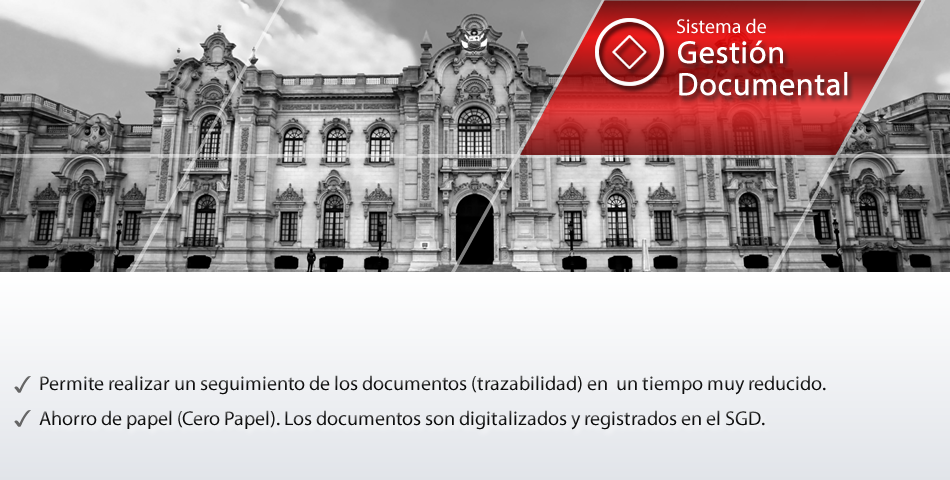 Sistema de
Gestión
Documental
Permite realizar un seguimiento de los documentos (trazabilidad) en  un tiempo muy reducido.
Ahorro de papel (Cero Papel). Los documentos son digitalizados y registrados en el SGD.